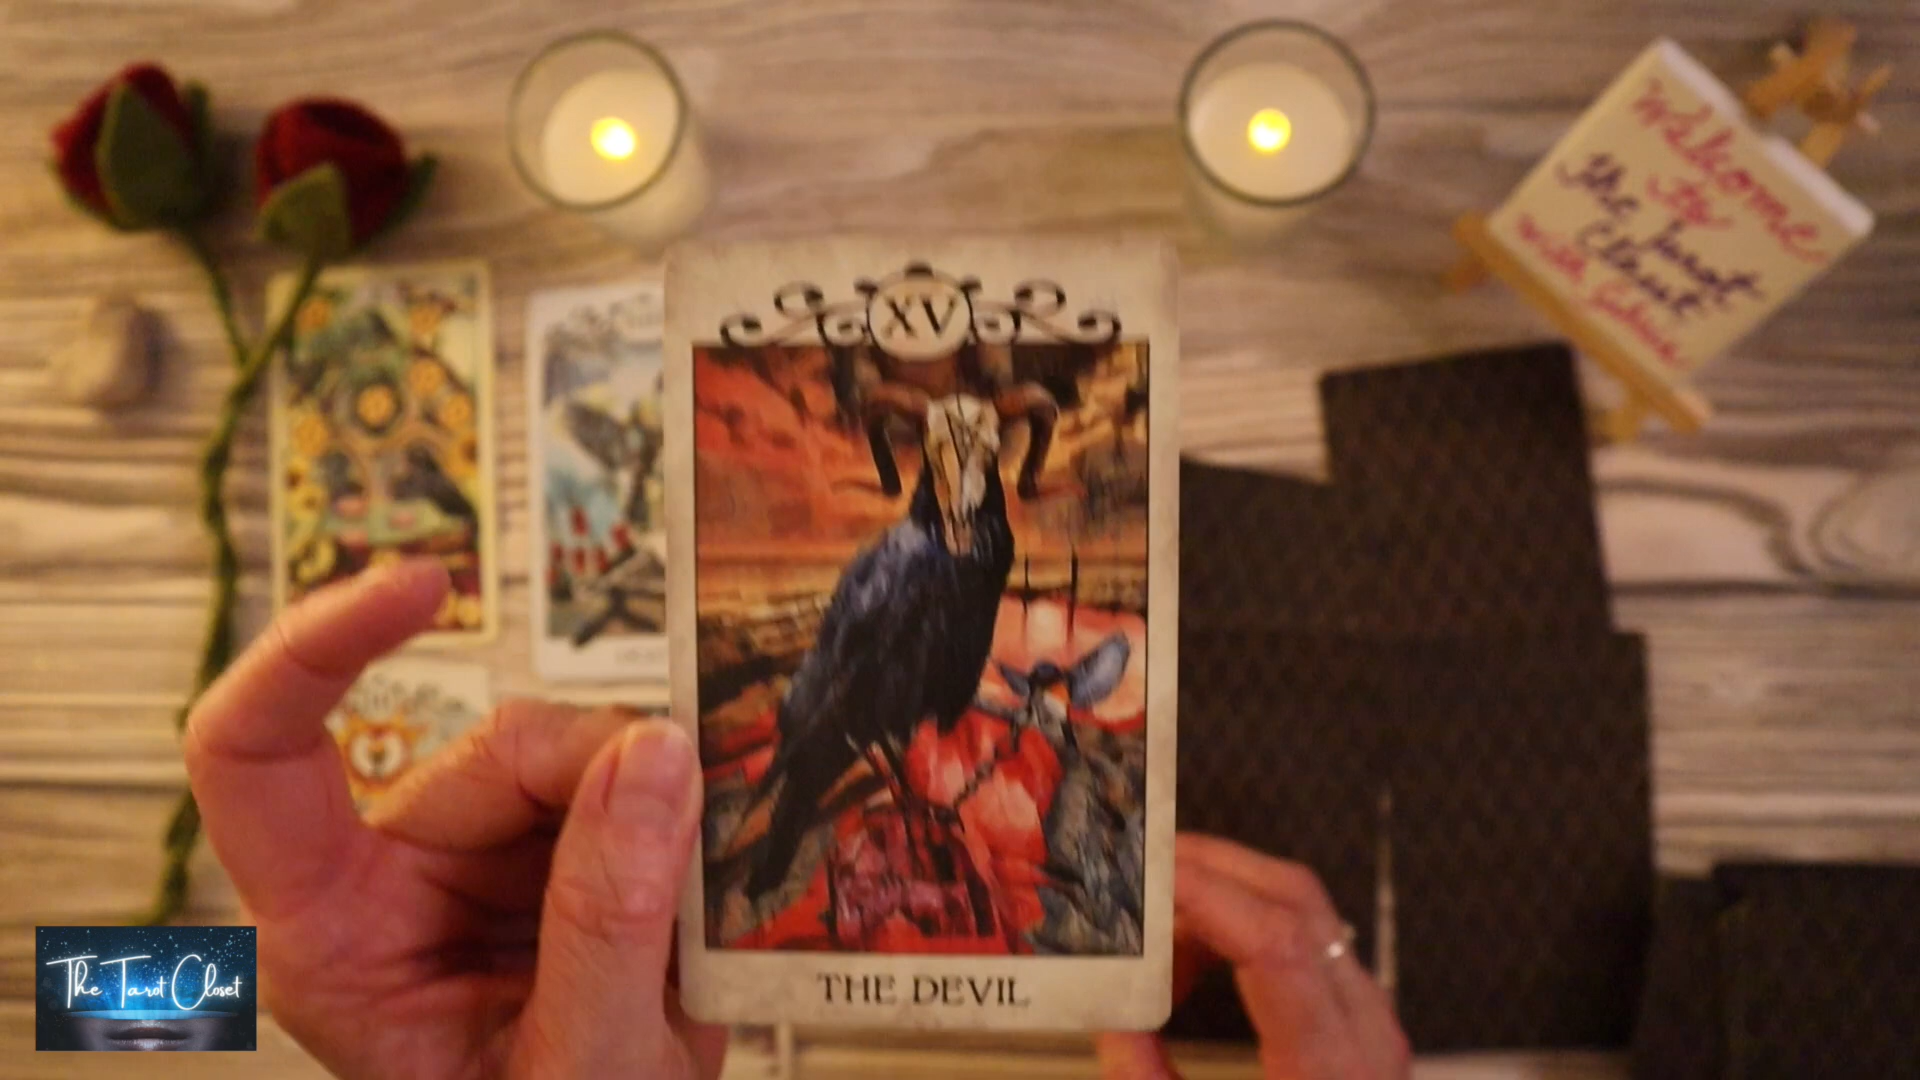 Welcome
to
the Tarot
Closet
With
XV
THE DEVIL
The Tarot Closet